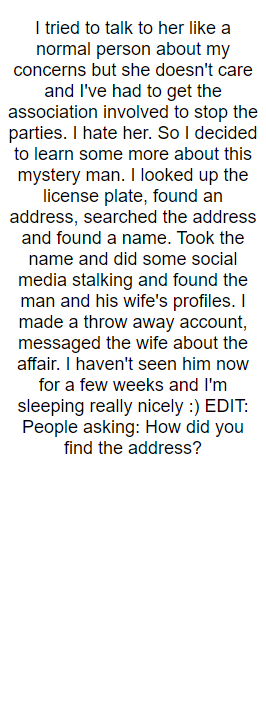 I tried to talk to her like a
normal person about my
concerns but she doesn't care
and I've had to get the
association involved to stop the
parties. I hate her. So I decided
to learn some more about this
mystery man. I looked up the
license plate, found an
address, searched the address
and found a name. Took the
name and did some social
media stalking and found the
man and his wife's profiles. I
made a throw away account,
messaged the wife about the
affair. I haven't seen him now
for a few weeks and I'm
sleeping really nicely :) EDIT:
People asking: How did you
find the address?